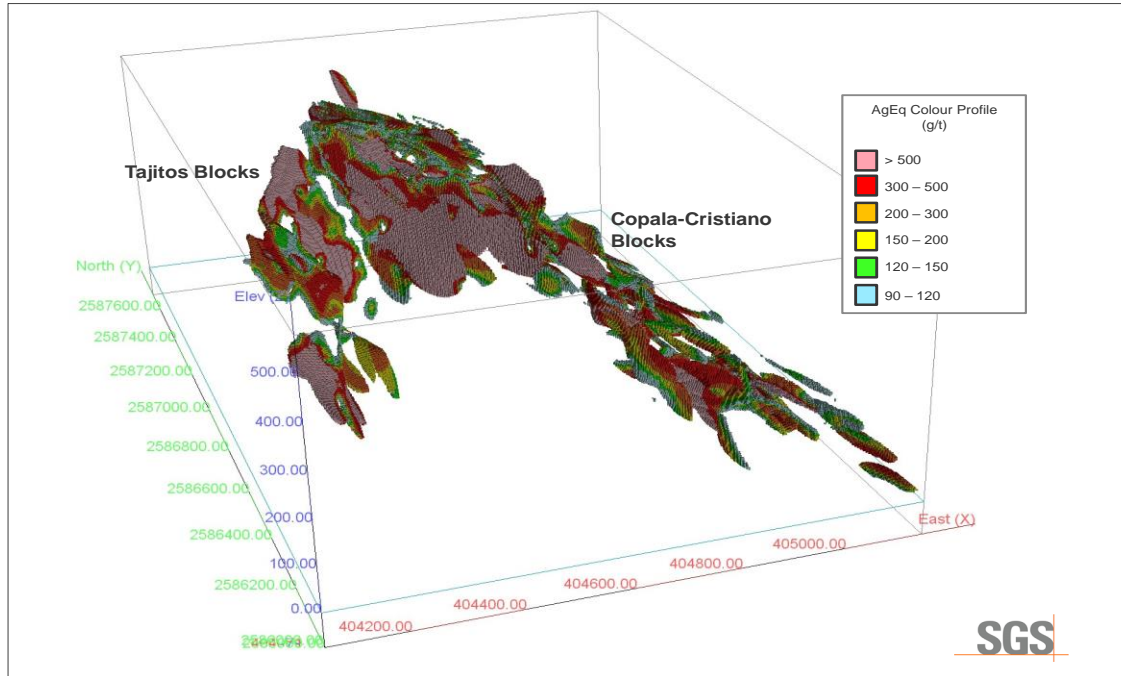 AgEq Colour Profile
(g/t)
> 500
300 – 500
200 – 300
150 – 200
120 – 150
90 – 120
Tajitos Blocks
Copala-Cristiano
Blocks
North (Y)
2587600.00
2587400.00
2587200.00
2587000.00
2586800.00
2586600.00
2586400.00
2586200.00
Elev
500.00
400.00
300.00
200.00
100.00
0.00
East (X)
404200.00
404400.00
404600.00
404800.00
405000.00
SGS